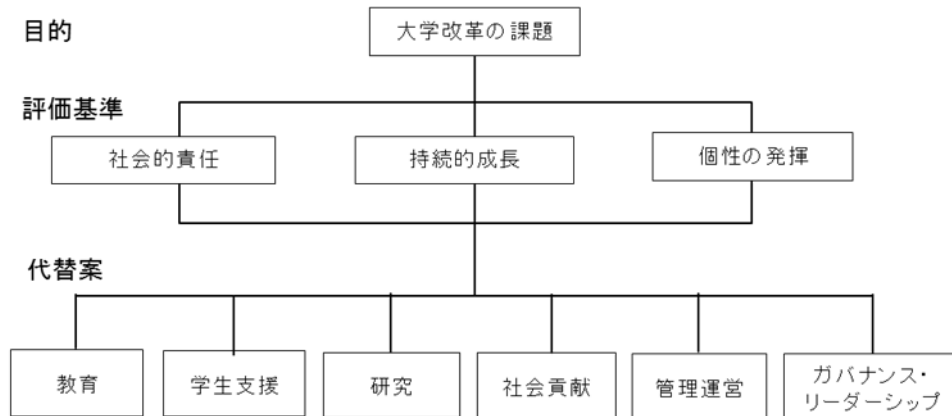 目的
大学改革の課題
評価基準
社会的責任
持続的成長
個性の発揮
代替案
教育
学生支援
研究
社会貢献
管理運営
ガバナンス・
リーダーシップ